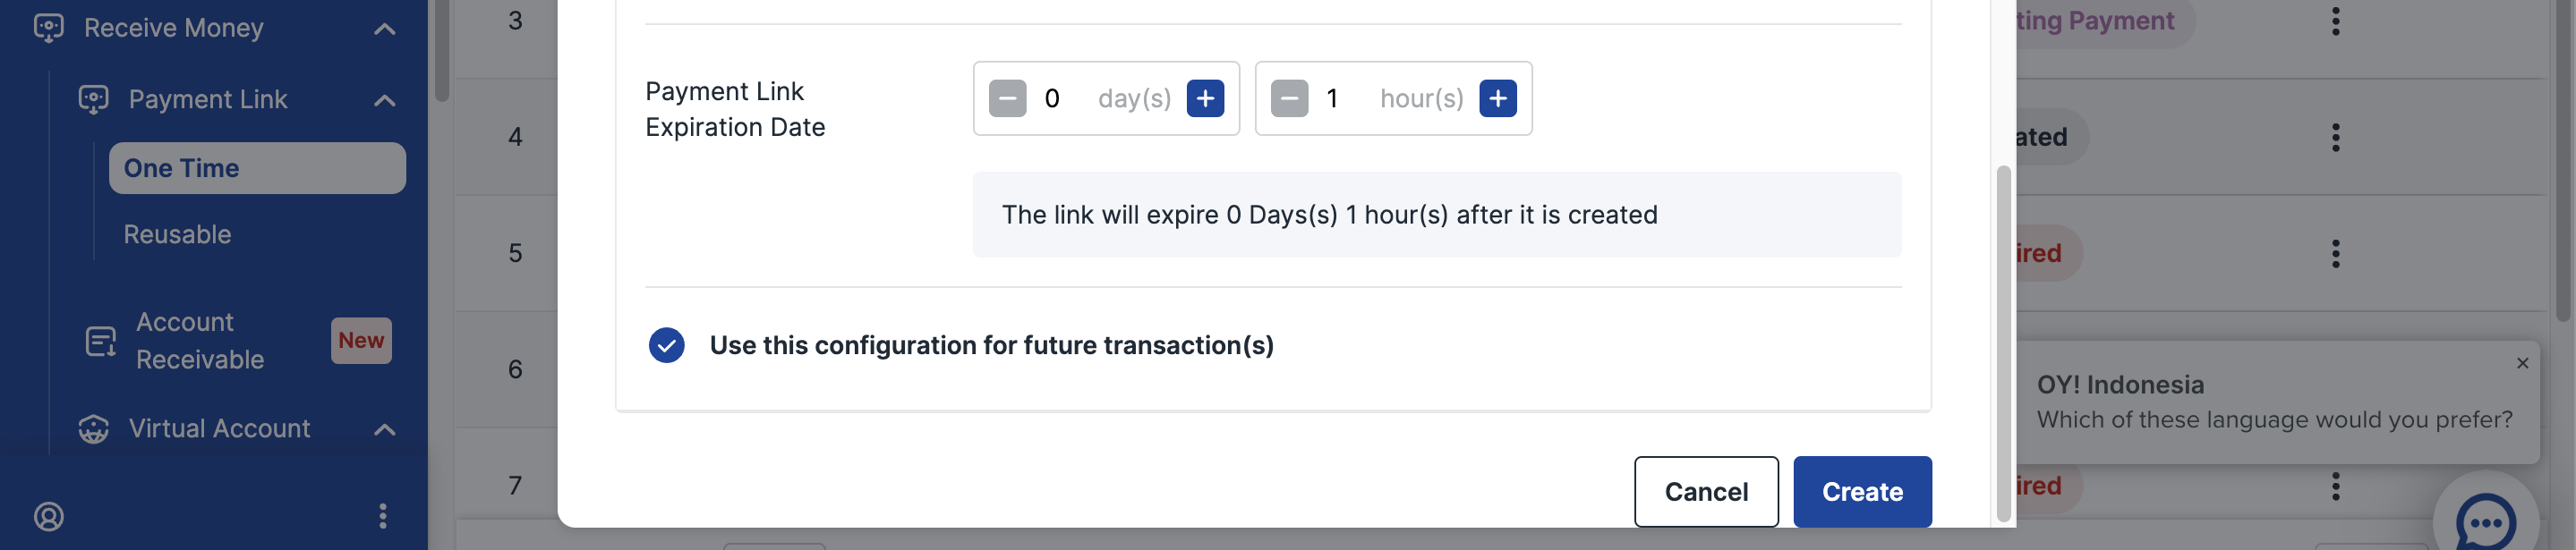 Receive Money
Payment Link
One Time
Reusable
Account
Receivable
New
Virtual Account
3
4
5
6
7
Payment Link
Expiration Date
0 day(s)
1 hour(s)
The link will expire 0 Days(s) 1 hour(s) after it is created
Use this configuration for future transaction(s)
Cancel
Create
ting Payment
ated
ired
OY! Indonesia
Which of these language would you prefer?
ired